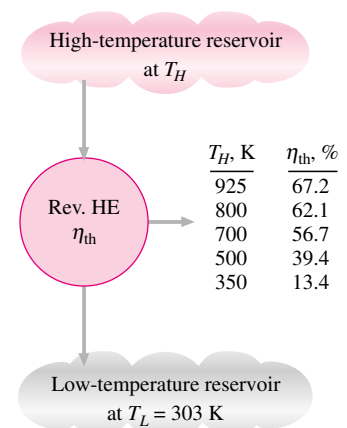 High-temperature reservoir
at T_H
Rev. HE
η_th
T_H, K η_th, %
925 67.2
800 62.1
700 56.7
500 39.4
350 13.4
Low-temperature reservoir
at T_L = 303 K